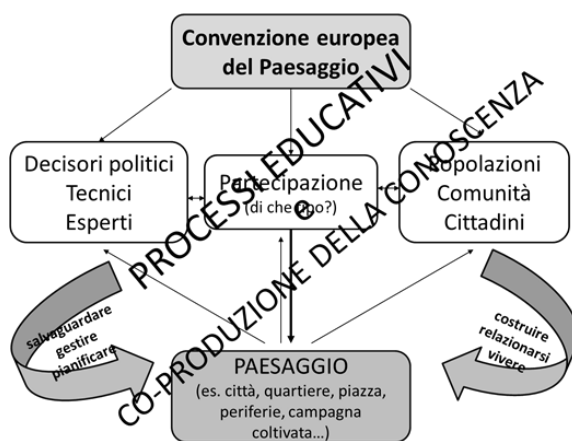 Convenzione europea
del Paesaggio
PROCESSI EDUCATIVI
e
CO-PRODUZIONE DELLA CONOSCENZA
Decisori politici
Tecnici
Esperti
Partecipazione
(di che tipo?)
Popolazioni
Comunità
Cittadini
salvaguardare
gestire
pianificare
costruire
relazionarsi
vivere
PAESAGGIO
(es. città, quartiere, piazza,
periferie, campagna
coltivata…)